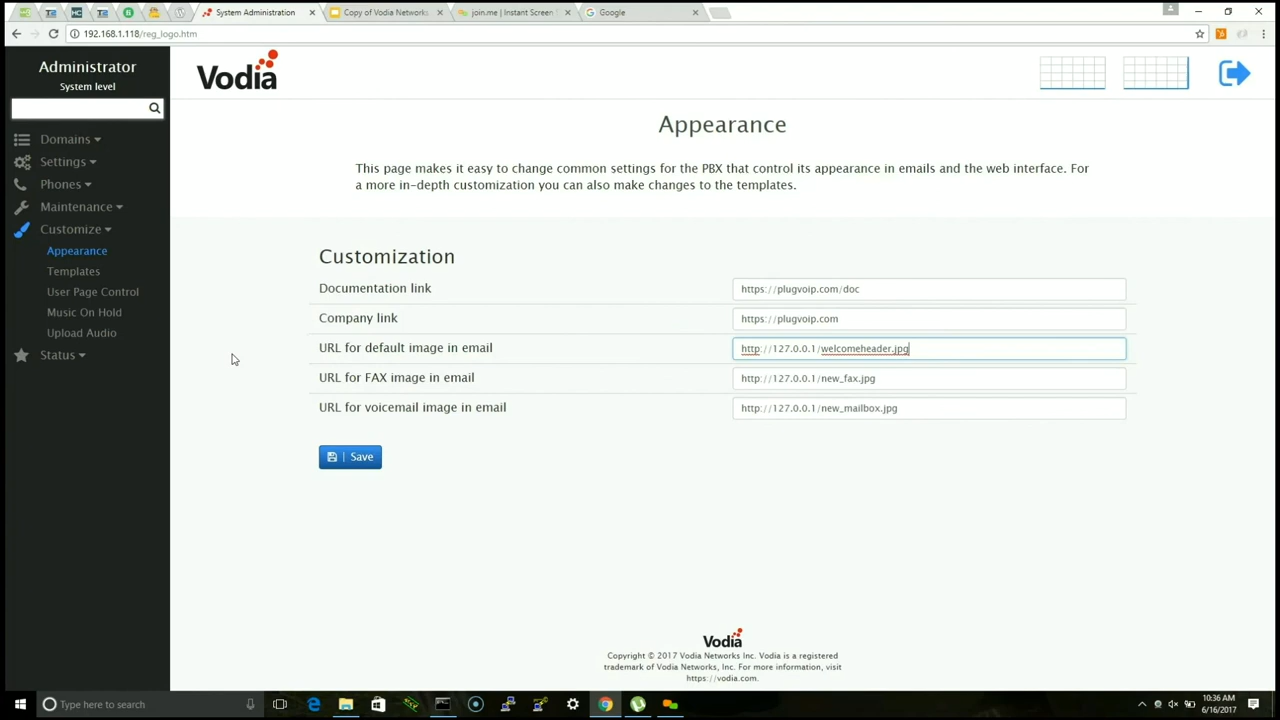 System Administration
Copy of Vodia Networks
join.me | Instant Screen
Google
192.168.1.118/reg_logo.htm
Administrator
System level
Domains
Settings
Phones
Maintenance
Customize
Appearance
Templates
User Page Control
Music On Hold
Upload Audio
Status
Vodia
Appearance
This page makes it easy to change common settings for the PBX that control its appearance in emails and the web interface. For
a more in-depth customization you can also make changes to the templates.
Customization
Documentation link
https://plugvoip.com/doc
Company link
https://plugvoip.com
URL for default image in email
http://127.0.0.1/welcomeheader.jpg
URL for FAX image in email
http://127.0.0.1/new_fax.jpg
URL for voicemail image in email
http://127.0.0.1/new_mailbox.jpg
Save
Vodia
Copyright © 2017 Vodia Networks Inc. Vodia is a registered
trademark of Vodia Networks, Inc. For more information, visit
https://vodia.com.
Type here to search
10:36 AM
6/16/2017